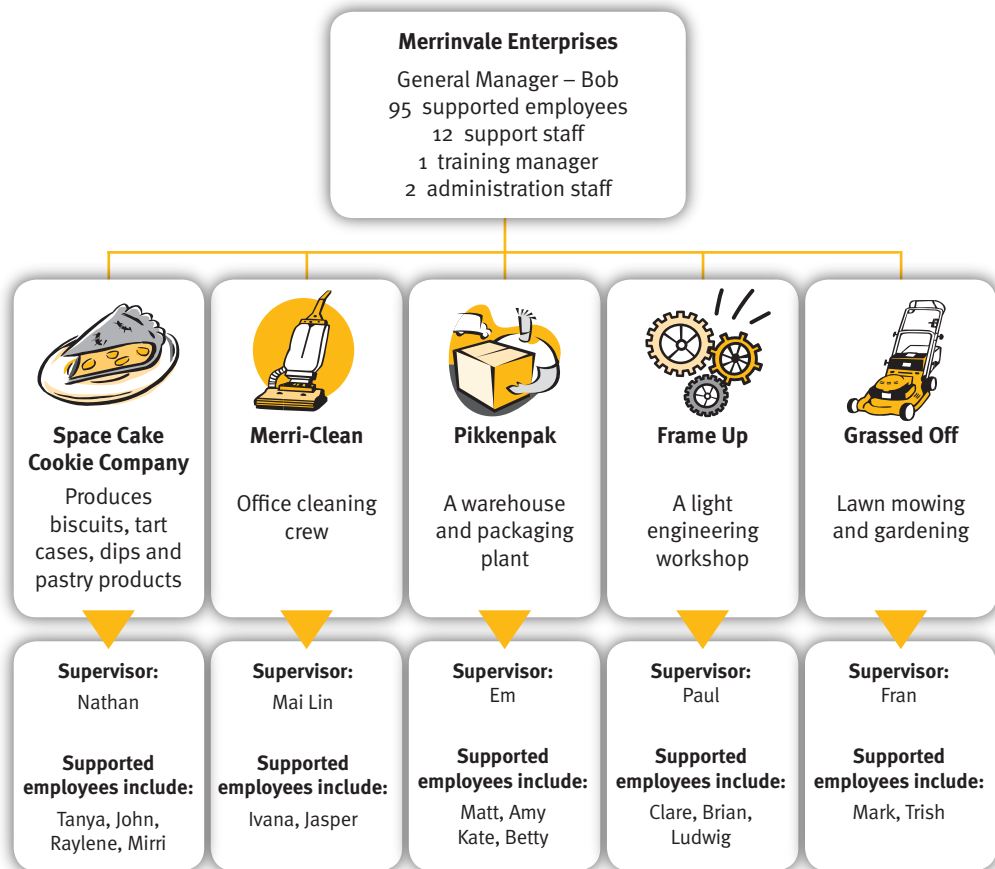 Merrinvale Enterprises
General Manager – Bob
95 supported employees
12 support staff
1 training manager
2 administration staff
Space Cake
Cookie Company
Produces
biscuits, tart
cases, dips and
pastry products
Merri-Clean
Office cleaning
crew
Pikkenpak
A warehouse
and packaging
plant
Frame Up
A light
engineering
workshop
Grassed Off
Lawn mowing
and gardening
Supervisor:
Nathan
Supported
employees include:
Tanya, John,
Raylene, Mirri
Supervisor:
Mai Lin
Supported
employees include:
Ivana, Jasper
Supervisor:
Em
Supported
employees include:
Matt, Amy
Kate, Betty
Supervisor:
Paul
Supported
employees include:
Clare, Brian,
Ludwig
Supervisor:
Fran
Supported
employees include:
Mark, Trish